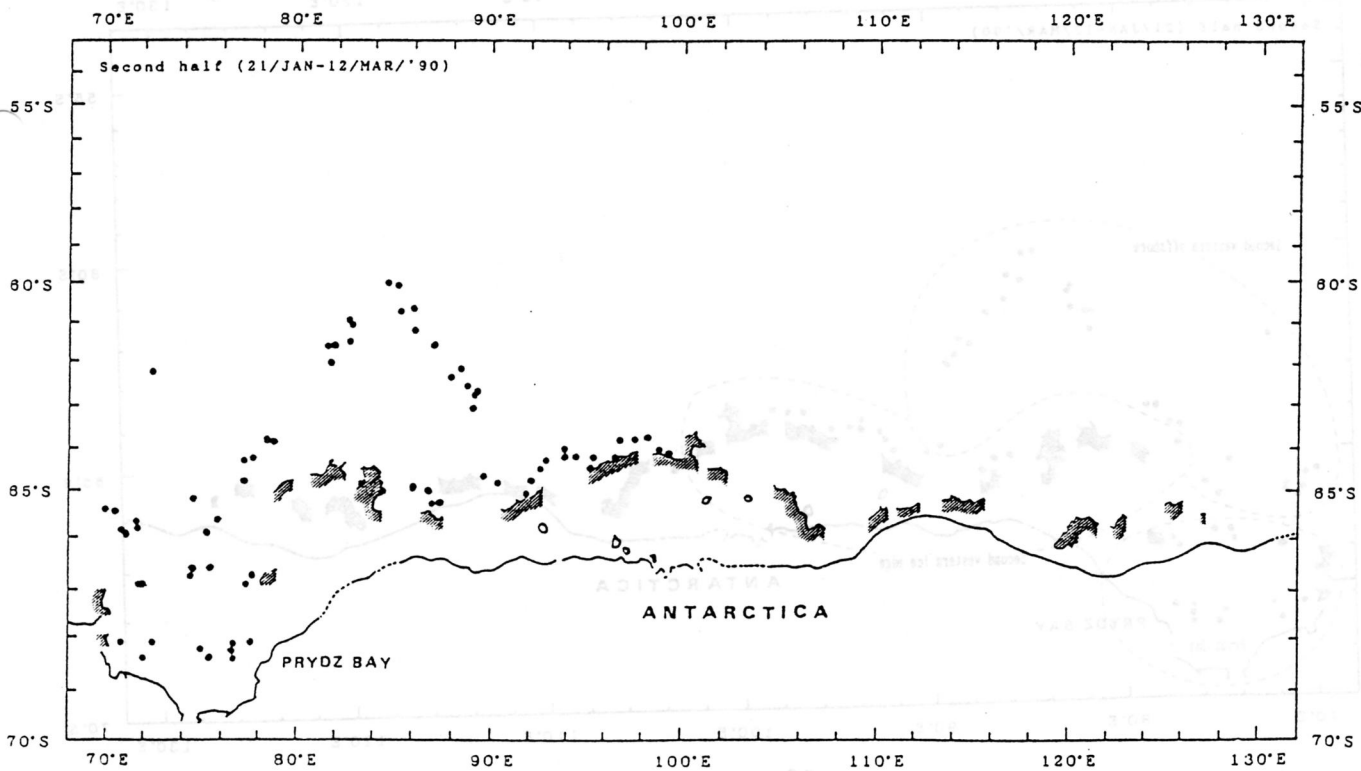 70°E 80°E 90°E 100°E 110°E 120°E 130°E
Second half (21/JAN-12/MAR/'90)
55°S 55°S
60°S 60°S
65°S 65°S
ANTARCTICA
PRYDZ BAY
70°S 70°S
70°E 80°E 90°E 100°E 110°E 120°E 130°E